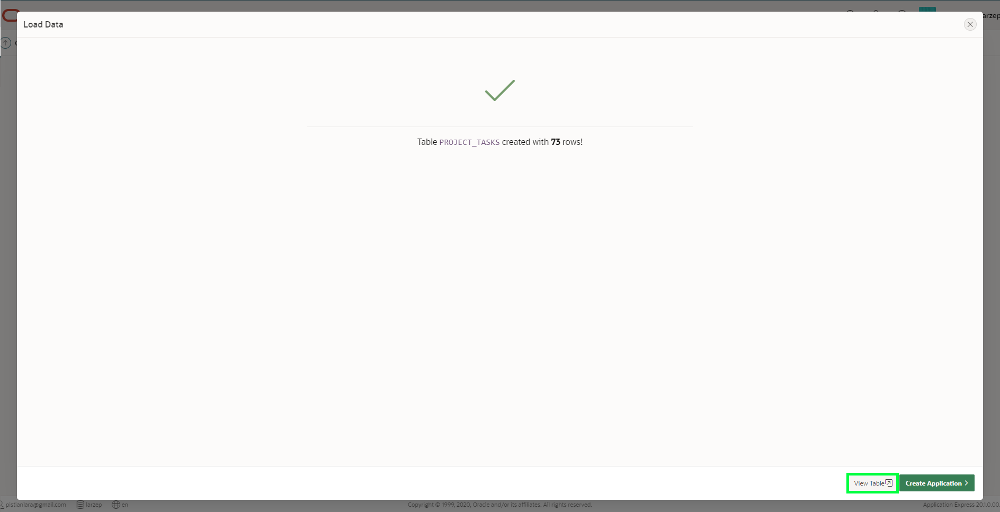 Load Data
arzep
Table PROJECT_TASKS created with 73 rows!
View Table
Create Application
pistianlara@gmail.com larzep en
Copyright © 1999, 2020, Oracle and/or its affiliates. All rights reserved.
Application Express 20.1.0.00.